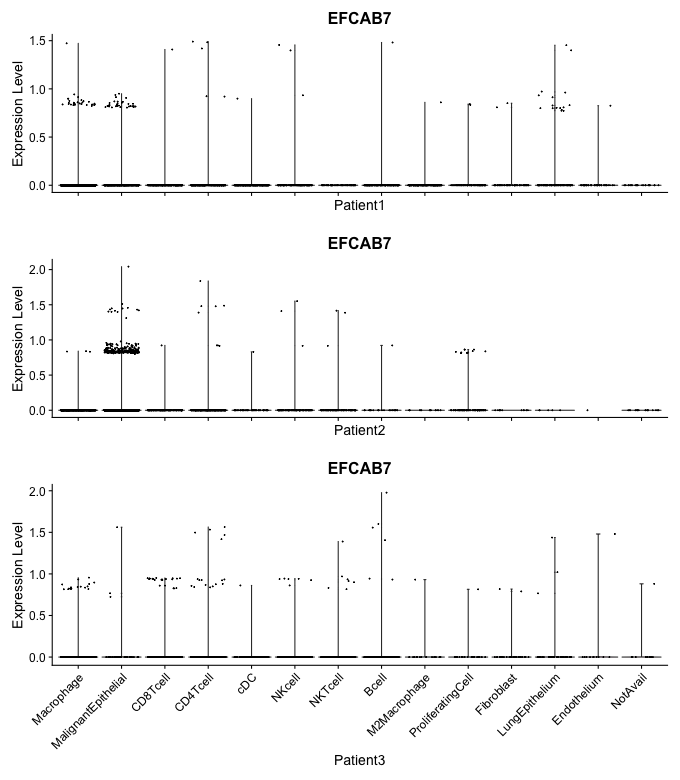 EFCAB7
Expression Level
1.5
1.0
0.5
0.0
Patient1
EFCAB7
Expression Level
2.0
1.5
1.0
0.5
0.0
Patient2
EFCAB7
Expression Level
2.0
1.5
1.0
0.5
0.0
Macrophage
MalignantEpithelial
CD8Tcell
CD4Tcell
cDC
NKcell
NKTcell
Bcell
M2Macrophage
ProliferatingCell
Fibroblast
LungEpithelium
Endothelium
NotAvail
Patient3